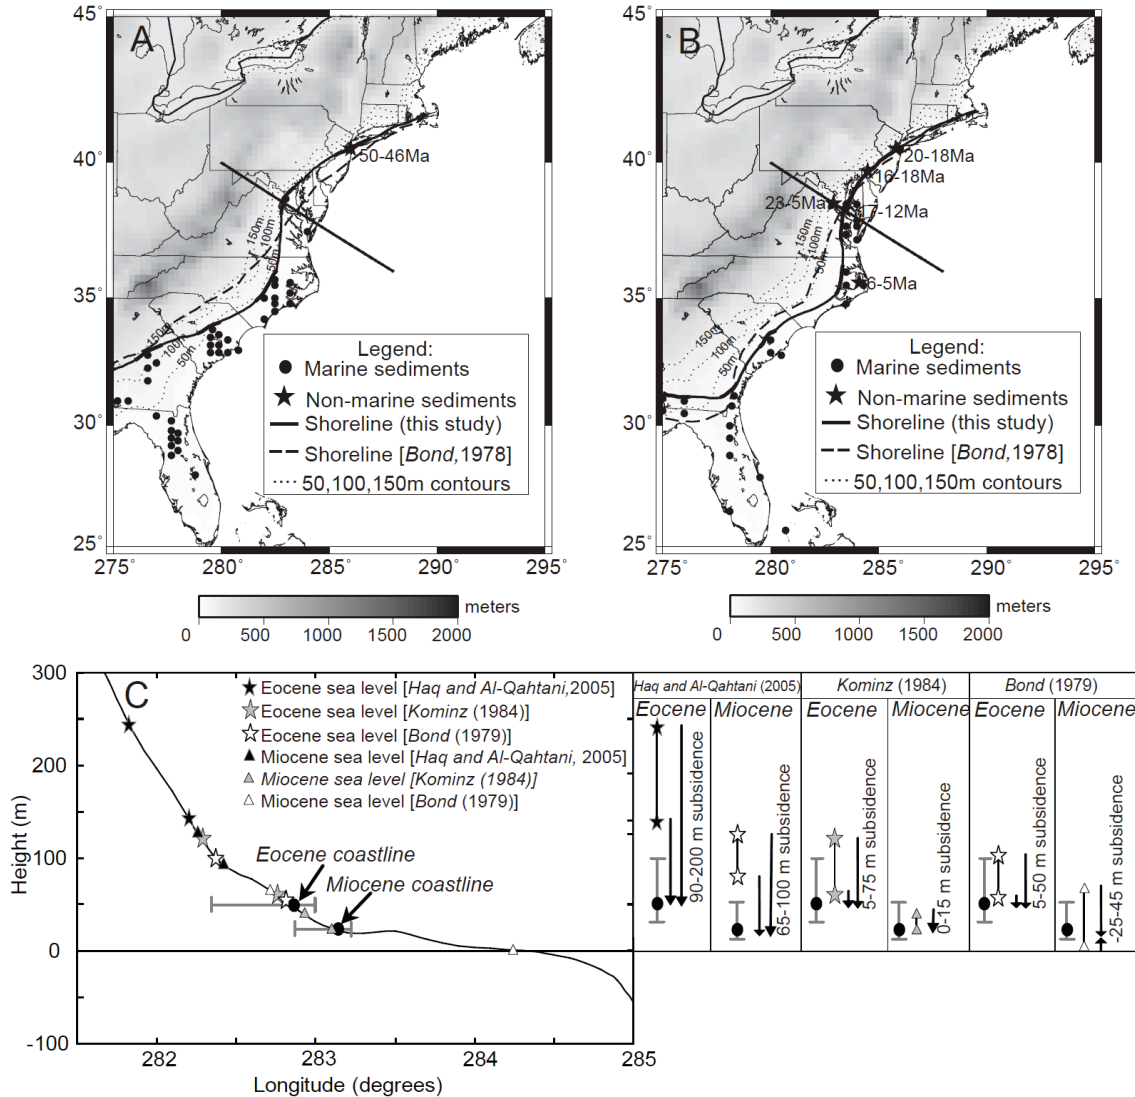 A
45°
40°
35°
30°
25°
275°
280°
285°
290°
295°
50-46Ma
150m
100m
50m
150m
100m
50m
Legend:
Marine sediments
Non-marine sediments
Shoreline (this study)
Shoreline [Bond,1978]
50,100,150m contours
0
500
1000
1500
2000
meters
B
45°
40°
35°
30°
25°
275°
280°
285°
290°
295°
20-18Ma
16-18Ma
23-5Ma
17-12Ma
6-5Ma
150m
100m
50m
150m
100m
50m
Legend:
Marine sediments
Non-marine sediments
Shoreline (this study)
Shoreline [Bond,1978]
50,100,150m contours
0
500
1000
1500
2000
meters
C
Height (m)
300
200
100
0
-100
282
283
284
285
Longitude (degrees)
Eocene sea level [Haq and Al-Qahtani,2005]
Eocene sea level [Kominz (1984)]
Eocene sea level [Bond (1979)]
Miocene sea level [Haq and Al-Qahtani, 2005]
Miocene sea level [Kominz (1984)]
Miocene sea level [Bond (1979)]
Eocene coastline
Miocene coastline
Haq and Al-Qahtani (2005)
Kominz (1984)
Bond (1979)
Eocene
Miocene
Eocene
Miocene
Eocene
Miocene
90-200 m subsidence
65-100 m subsidence
5-75 m subsidence
0-15 m subsidence
5-50 m subsidence
-25-45 m subsidence